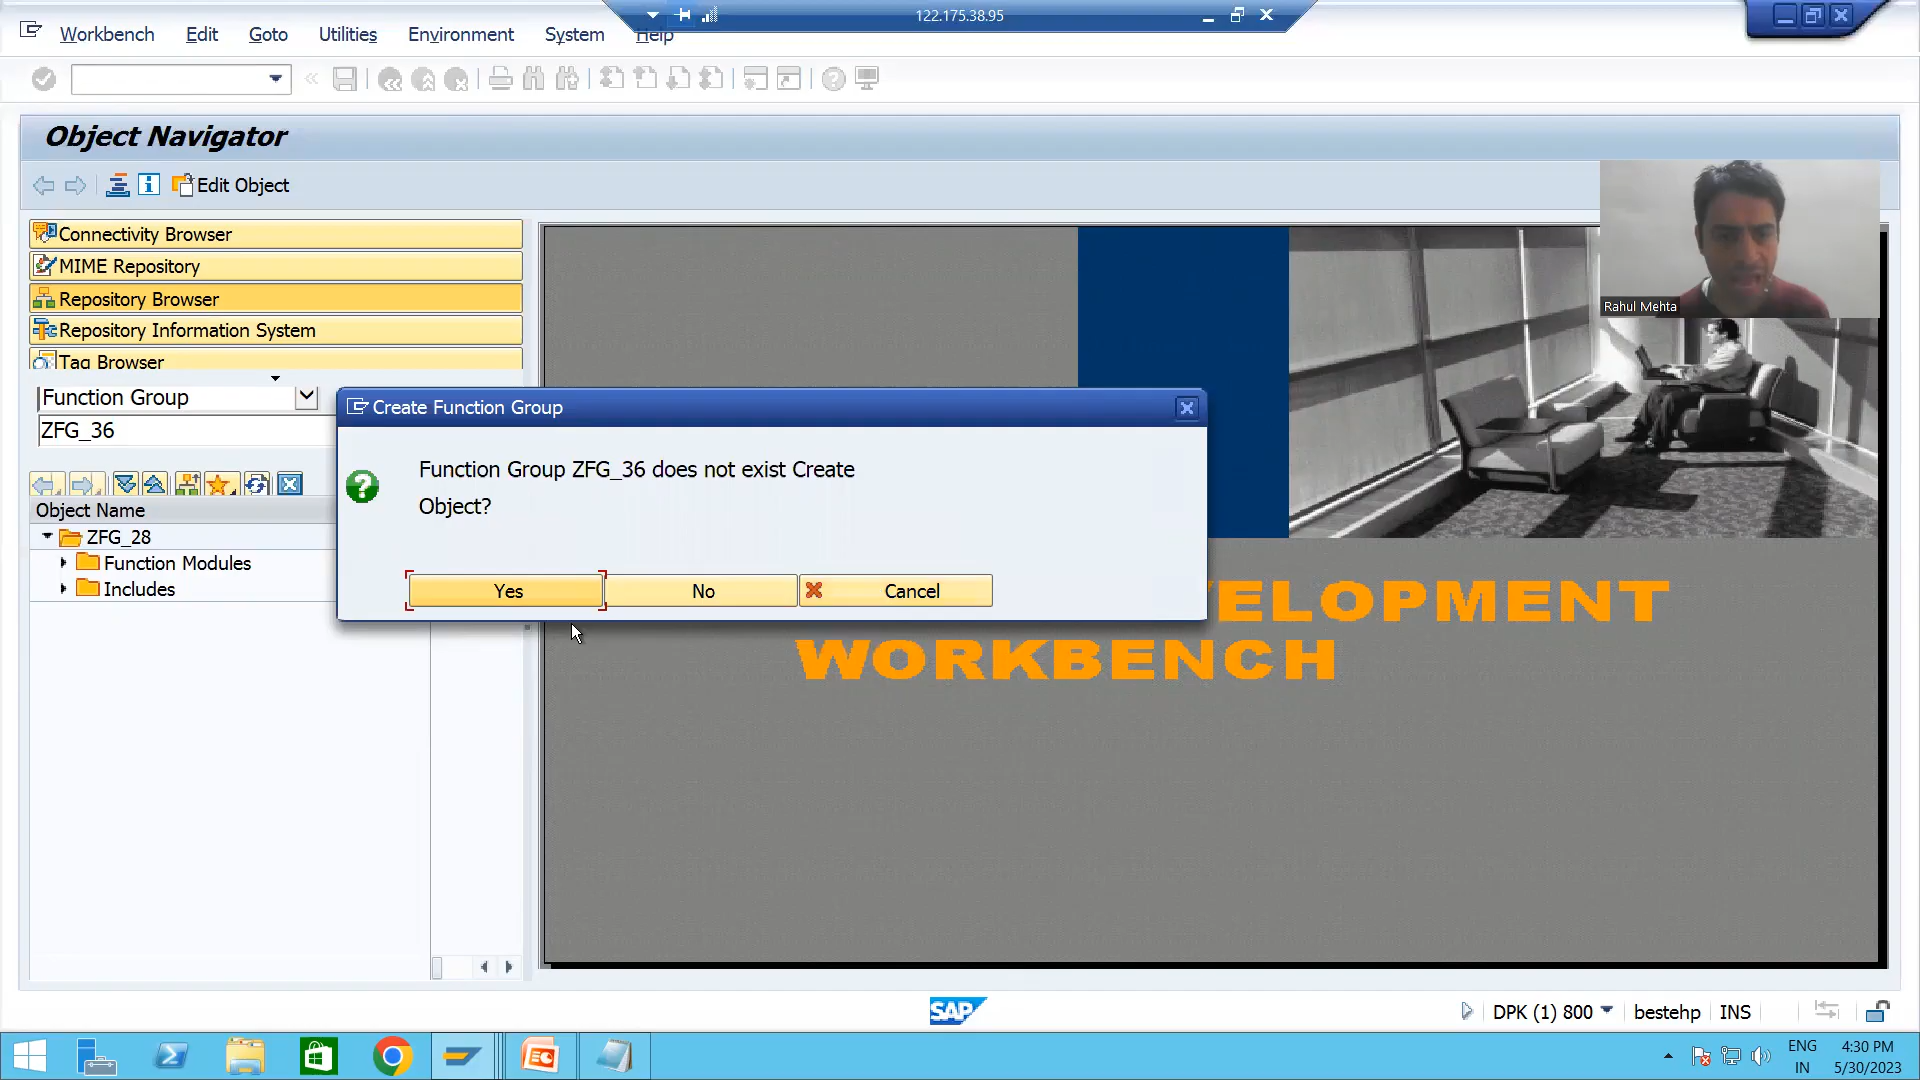 122.175.38.95
Workbench Edit Goto Utilities Environment System Help
Object Navigator
Edit Object
Connectivity Browser
MIME Repository
Repository Browser
Repository Information System
Tag Browser
Rahul Mehta
Function Group
ZFG_36
Create Function Group
Function Group ZFG_36 does not exist Create
Object?
Yes No Cancel
Object Name
ZFG_28
Function Modules
Includes
VELOPMENT
WORKBENCH
SAP
DPK (1) 800 bestehp INS
ENG 4:30 PM
IN 5/30/2023